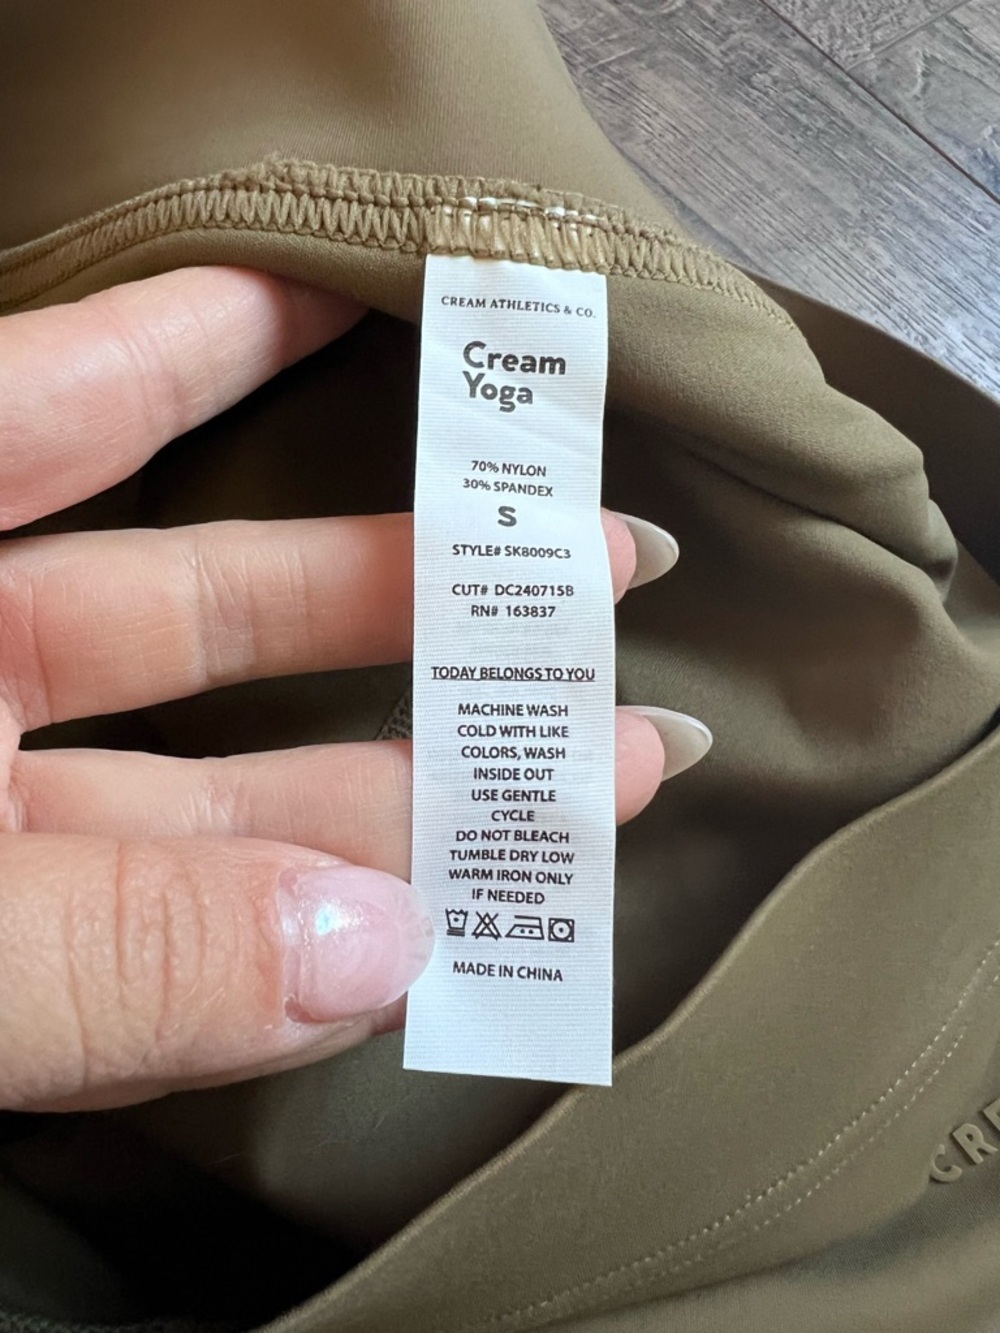 CREAM ATHLETICS & CO.
Cream
Yoga
70% NYLON
30% SPANDEX
S
STYLE# SK8009C3
CUT# DC240715B
RN# 163837
TODAY BELONGS TO YOU
MACHINE WASH
COLD WITH LIKE
COLORS, WASH
INSIDE OUT
USE GENTLE
CYCLE
DO NOT BLEACH
TUMBLE DRY LOW
WARM IRON ONLY
IF NEEDED
MADE IN CHINA
CRE